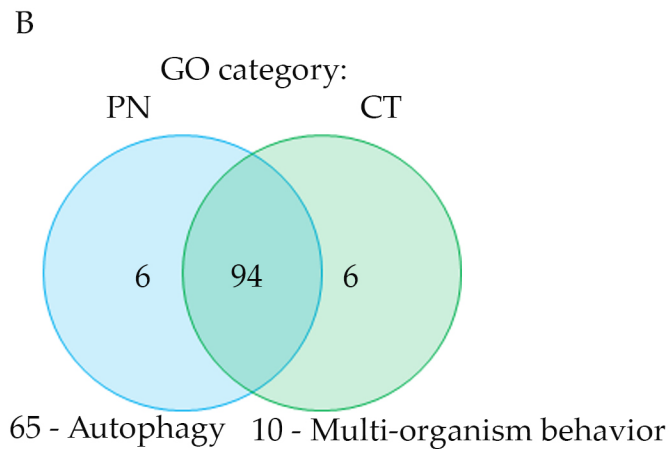 B
GO category:
PN CT
6 94 6
65 - Autophagy 10 - Multi-organism behavior